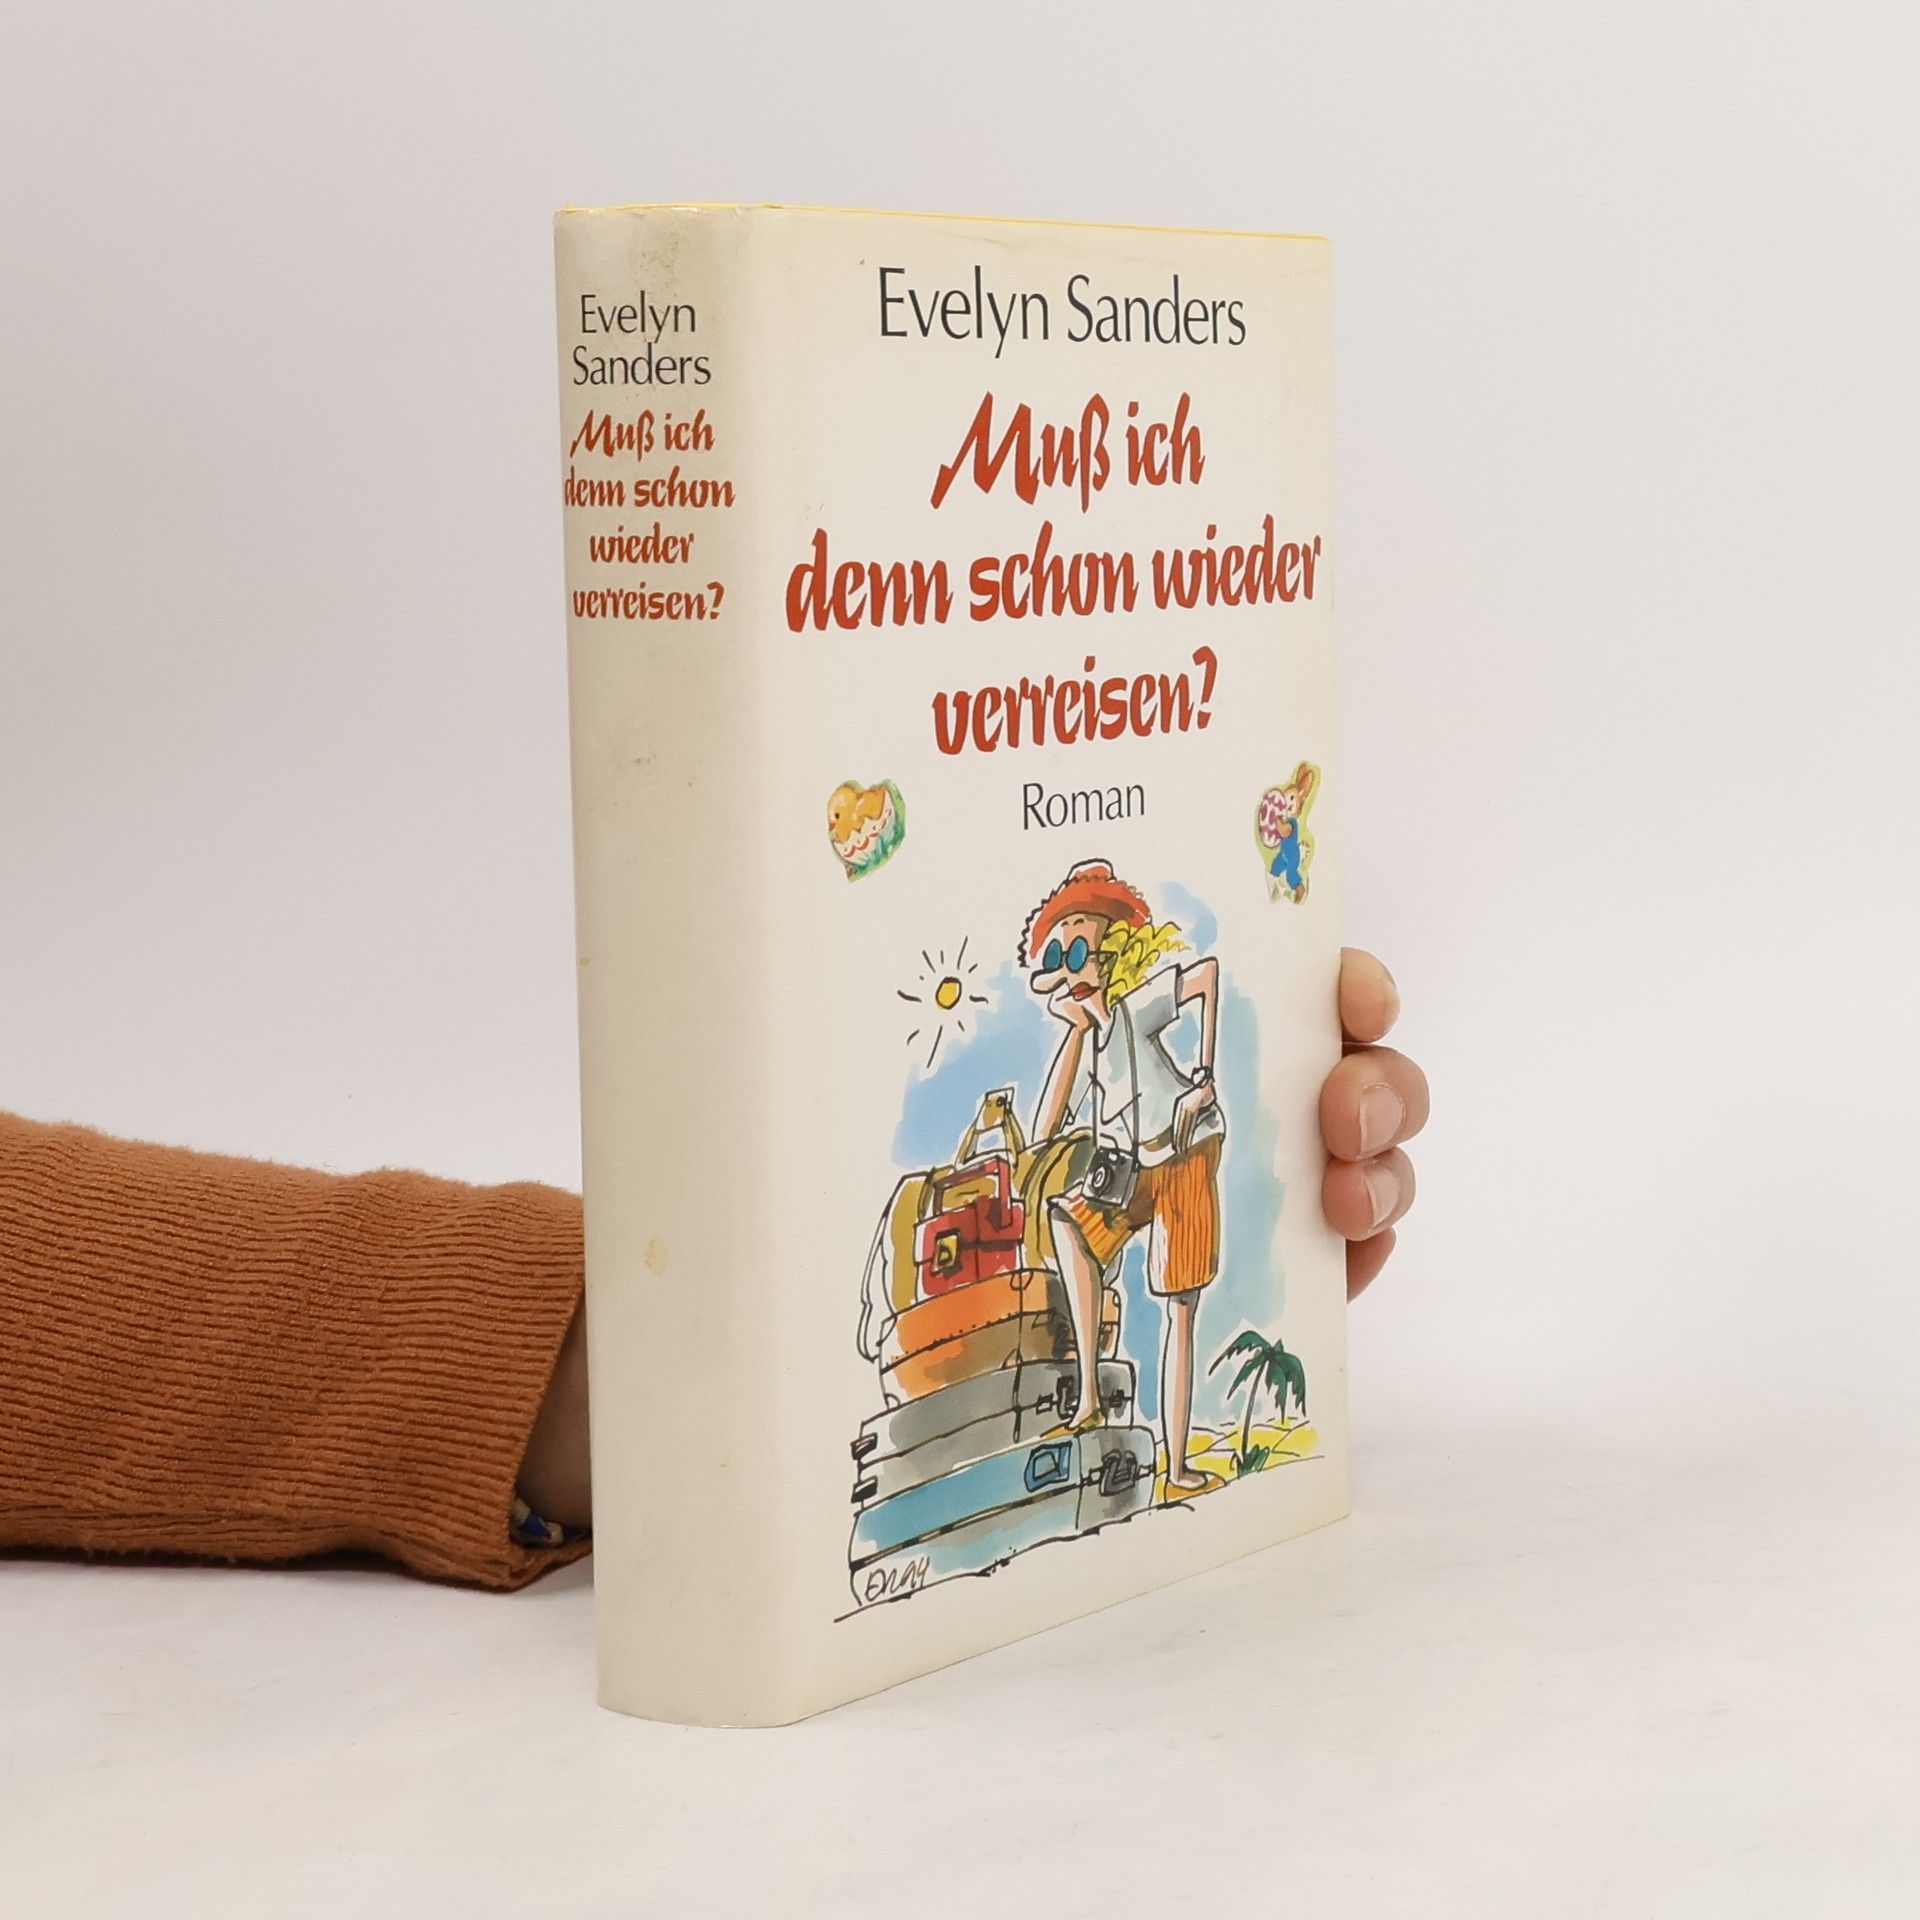 Evelyn
Sanders
Muß ich
denn schon
wieder
verreisen?
Evelyn Sanders
Muß ich
denn schon wieder
verreisen?
Roman